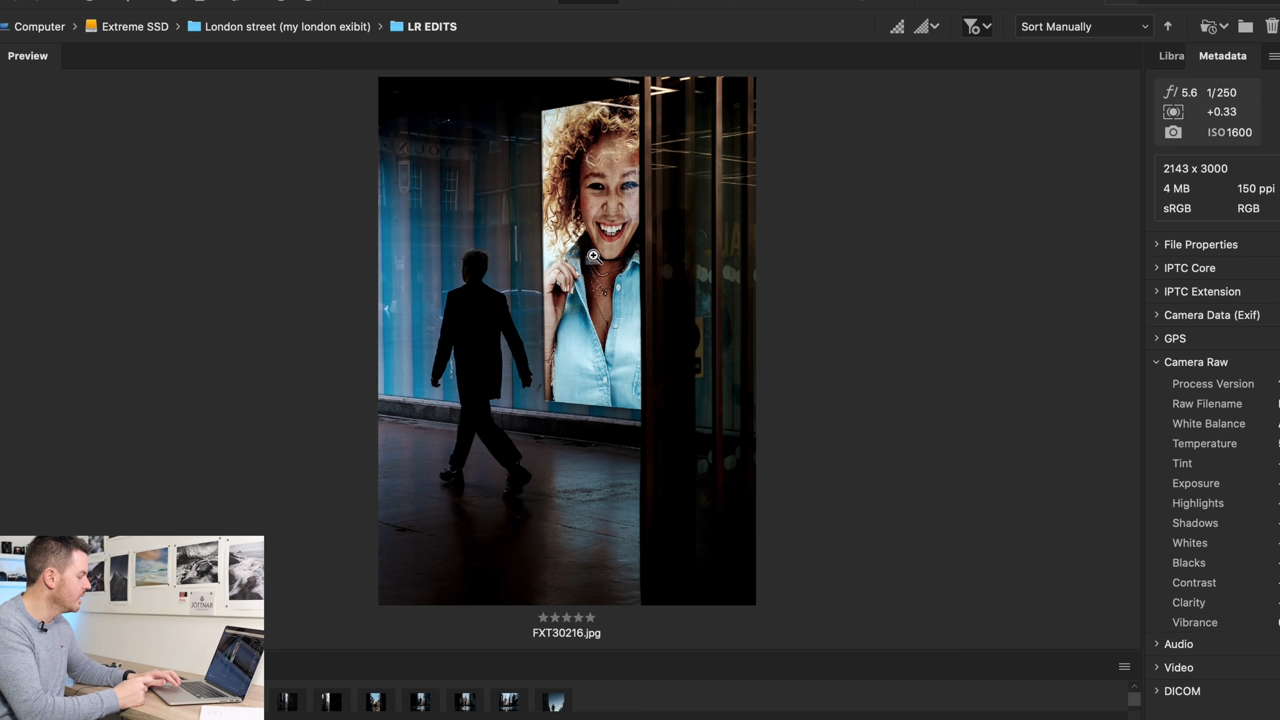 Computer > Extreme SSD > London street (my london exibit) > LR EDITS
Sort Manually
Preview
Libra
Metadata
f/ 5.6 1/250
+0.33
ISO1600
2143 x 3000
4 MB 150 ppi
sRGB RGB
File Properties
IPTC Core
IPTC Extension
Camera Data (Exif)
GPS
Camera Raw
Process Version
Raw Filename
White Balance
Temperature
Tint
Exposure
Highlights
Shadows
Whites
Blacks
Contrast
Clarity
Vibrance
Audio
Video
DICOM
FXT30216.jpg
JÖTTNAR